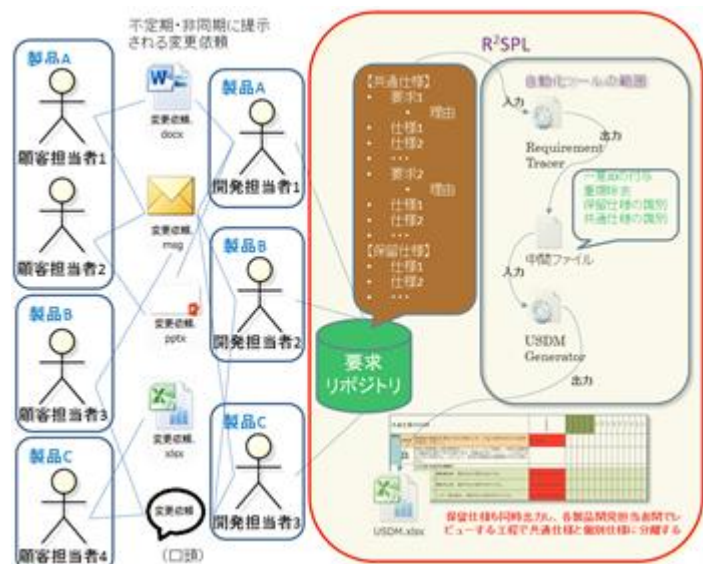 不定期・非同期に提示
される変更依頼
製品A
顧客担当者1
顧客担当者2
製品B
顧客担当者3
製品C
顧客担当者4
変更依頼.
docx
変更依頼.
msg
変更依頼.
pptx
変更依頼.
xlsx
変更依頼
(口頭)
製品A
開発担当者1
製品B
開発担当者2
製品C
開発担当者3
R²SPL
【共通仕様】
• 要求1
• 理由
• 仕様1
• 仕様2
• …
• 要求2
• 理由
• 仕様1
• 仕様2
• …
【保留仕様】
• 仕様1
• 仕様2
• …
要求
リポジトリ
自動化ツールの範囲
入力
出力
Requirement
Tracer
一意IDの付与
重複除去
保留仕様の識別
共通仕様の識別
中間ファイル
入力
USDM
Generator
出力
USDM.xlsx
保留仕様も同時出力し、各製品開発担当者間でレ
ビューする工程で共通仕様と個別仕様に分離する